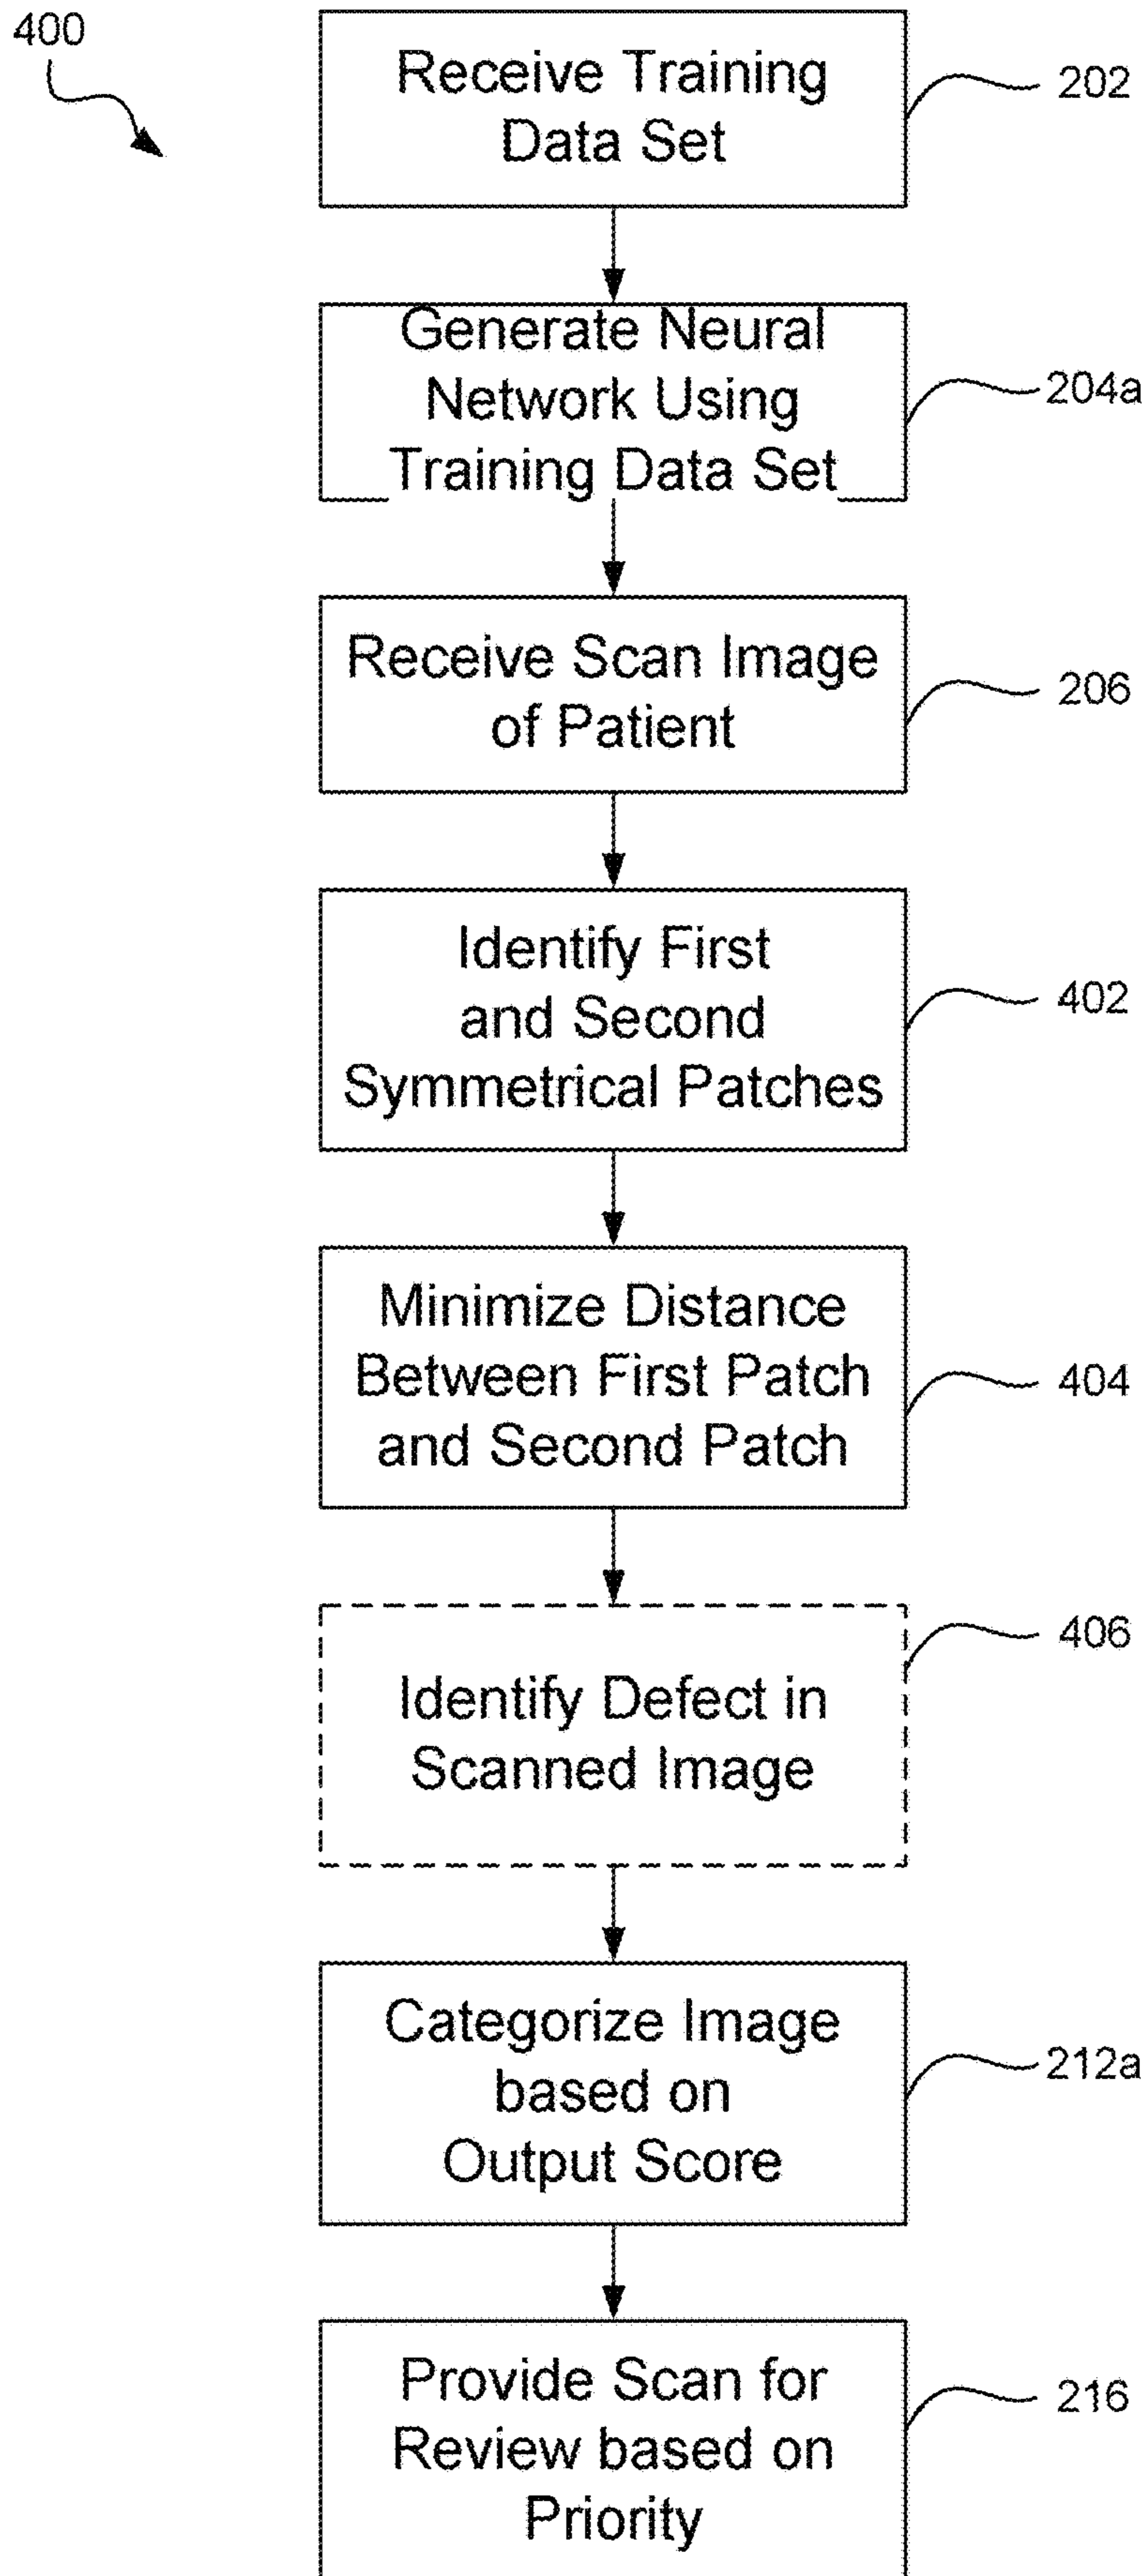 400
Receive Training
Data Set
202
Generate Neural
Network Using
Training Data Set
204a
Receive Scan Image
of Patient
206
Identify First
and Second
Symmetrical Patches
402
Minimize Distance
Between First Patch
and Second Patch
404
Identify Defect in
Scanned Image
406
Categorize Image
based on
Output Score
212a
Provide Scan for
Review based on
Priority
216